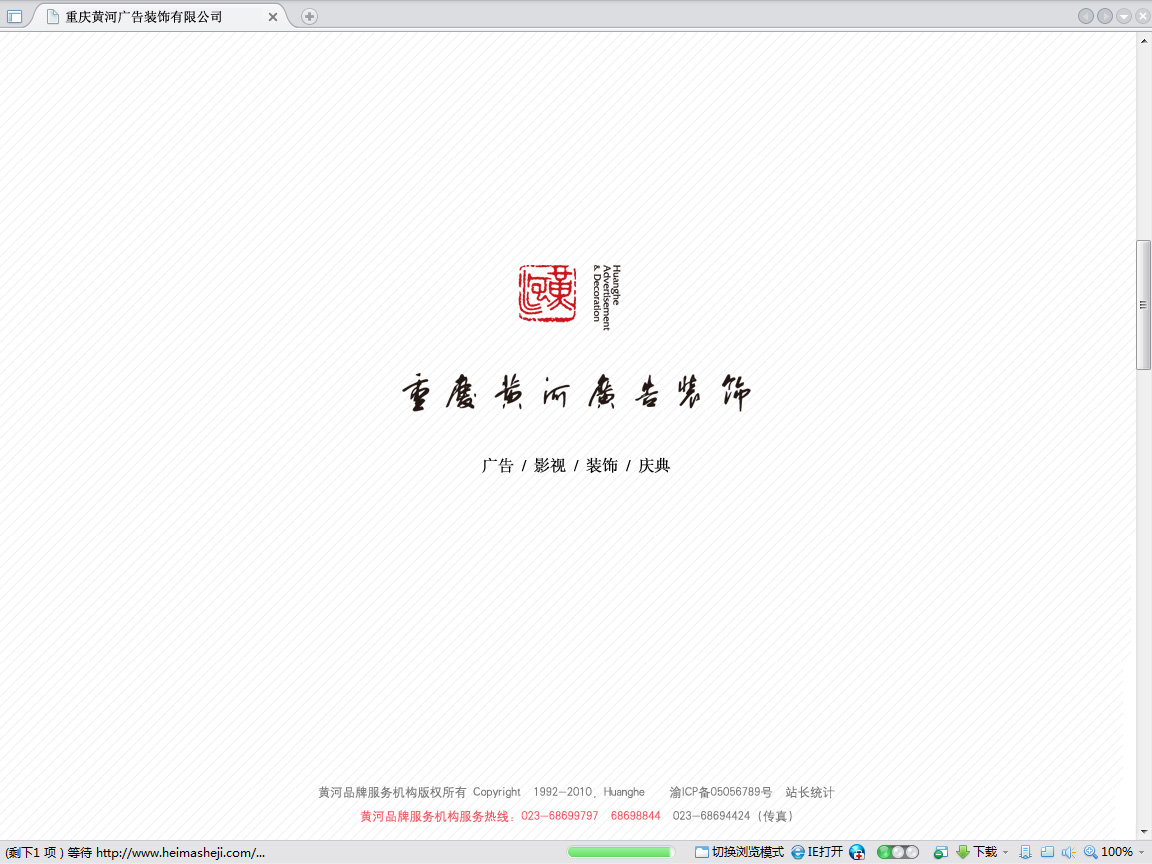 重庆黄河广告装饰有限公司
Huanghe
Advertisement
& Decoration
重慶黄河廣告装饰
广告 / 影视 / 装饰 / 庆典
黄河品牌服务机构版权所有 Copyright 1992-2010, Huanghe 渝ICP备05056789号 站长统计
黄河品牌服务机构服务热线: 023-68699797 68698844 023-68694424 (传真)
(剩下1 项 ) 等待 http://www.heimasheji.com/... 切换浏览模式 IE打开 下载 100%